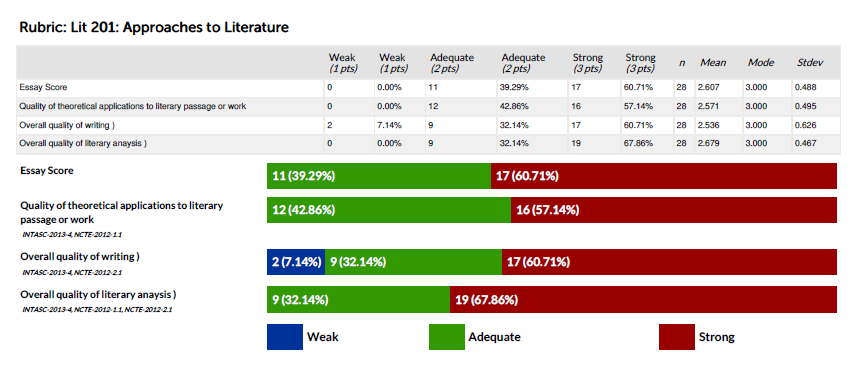 Rubric: Lit 201: Approaches to Literature
Weak Weak Adequate Adequate Strong Strong n Mean Mode Stdev
(1 pts) (1 pts) (2 pts) (2 pts) (3 pts) (3 pts)
Essay Score 0 0.00% 11 39.29% 17 60.71% 28 2.607 3.000 0.488
Quality of theoretical applications to literary passage or work 0 0.00% 12 42.86% 16 57.14% 28 2.571 3.000 0.495
Overall quality of writing ) 2 7.14% 9 32.14% 17 60.71% 28 2.536 3.000 0.626
Overall quality of literary anaysis ) 0 0.00% 9 32.14% 19 67.86% 28 2.679 3.000 0.467
Essay Score 11 (39.29%) 17 (60.71%)
Quality of theoretical applications to literary 12 (42.86%) 16 (57.14%)
passage or work
INTASC-2013-4, NCTE-2012-1.1
Overall quality of writing ) 2 (7.14%) 9 (32.14%) 17 (60.71%)
INTASC-2013-4, NCTE-2012-2.1
Overall quality of literary anaysis ) 9 (32.14%) 19 (67.86%)
INTASC-2013-4, NCTE-2012-1.1, NCTE-2012-2.1
Weak Adequate Strong